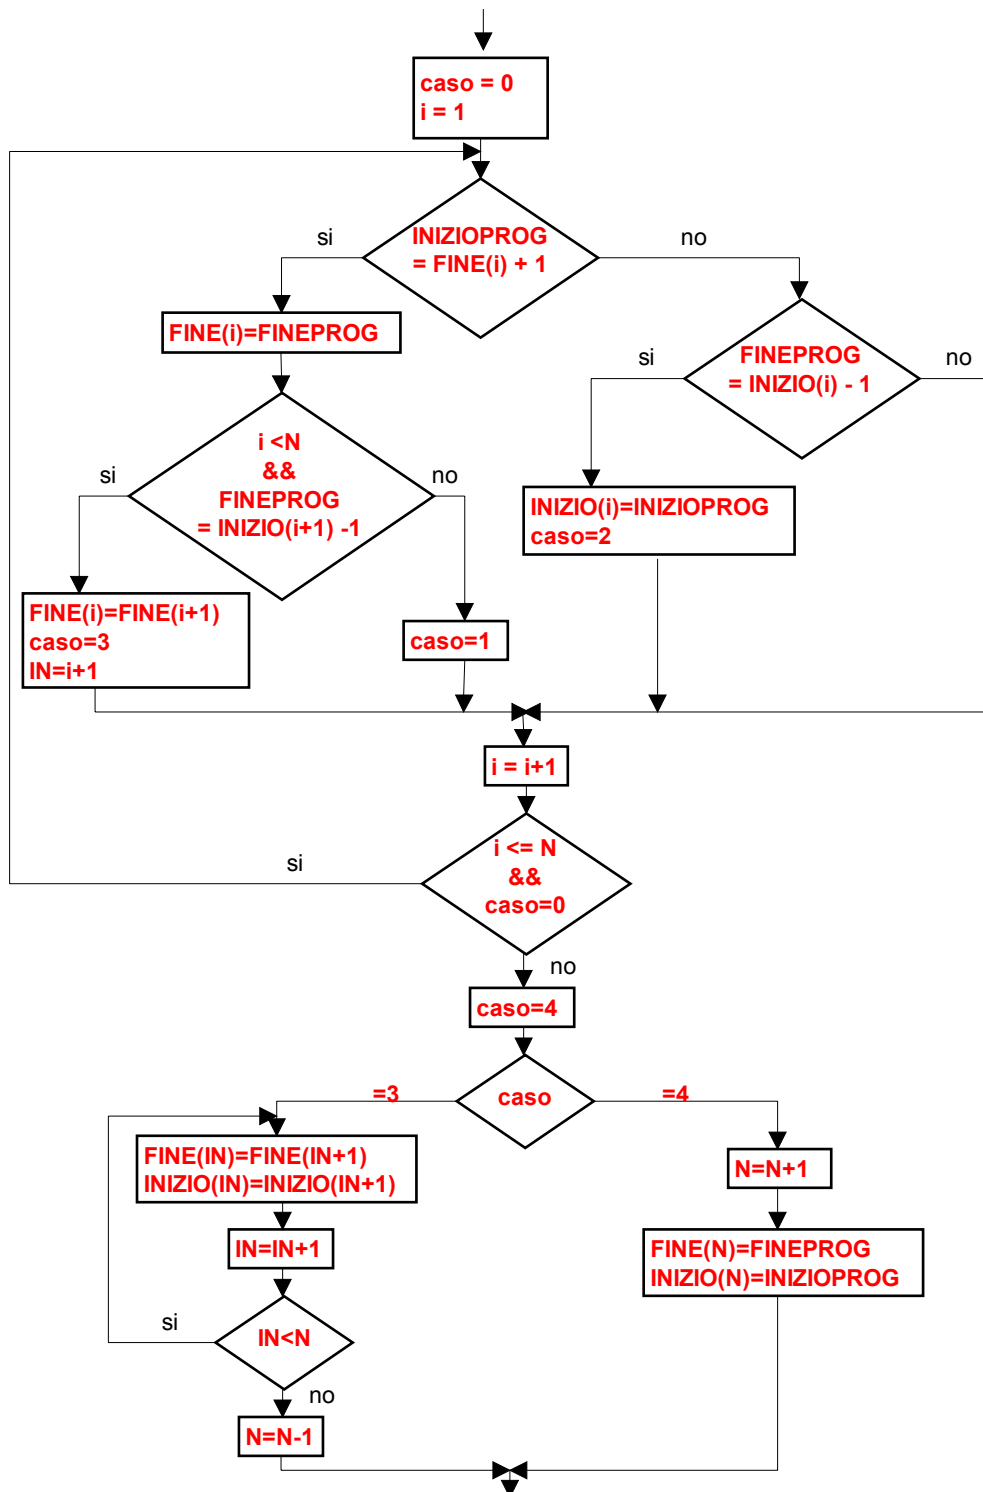 caso = 0
i = 1
si
INIZIOPROG
= FINE(i) + 1
no
FINE(i)=FINEPROG
si
FINEPROG
= INIZIO(i) - 1
no
si
i <N
&&
FINEPROG
= INIZIO(i+1) -1
no
INIZIO(i)=INIZIOPROG
caso=2
FINE(i)=FINE(i+1)
caso=3
IN=i+1
caso=1
i = i+1
si
i <= N
&&
caso=0
no
caso=4
=3
caso
=4
FINE(IN)=FINE(IN+1)
INIZIO(IN)=INIZIO(IN+1)
N=N+1
IN=IN+1
FINE(N)=FINEPROG
INIZIO(N)=INIZIOPROG
si
IN<N
no
N=N-1